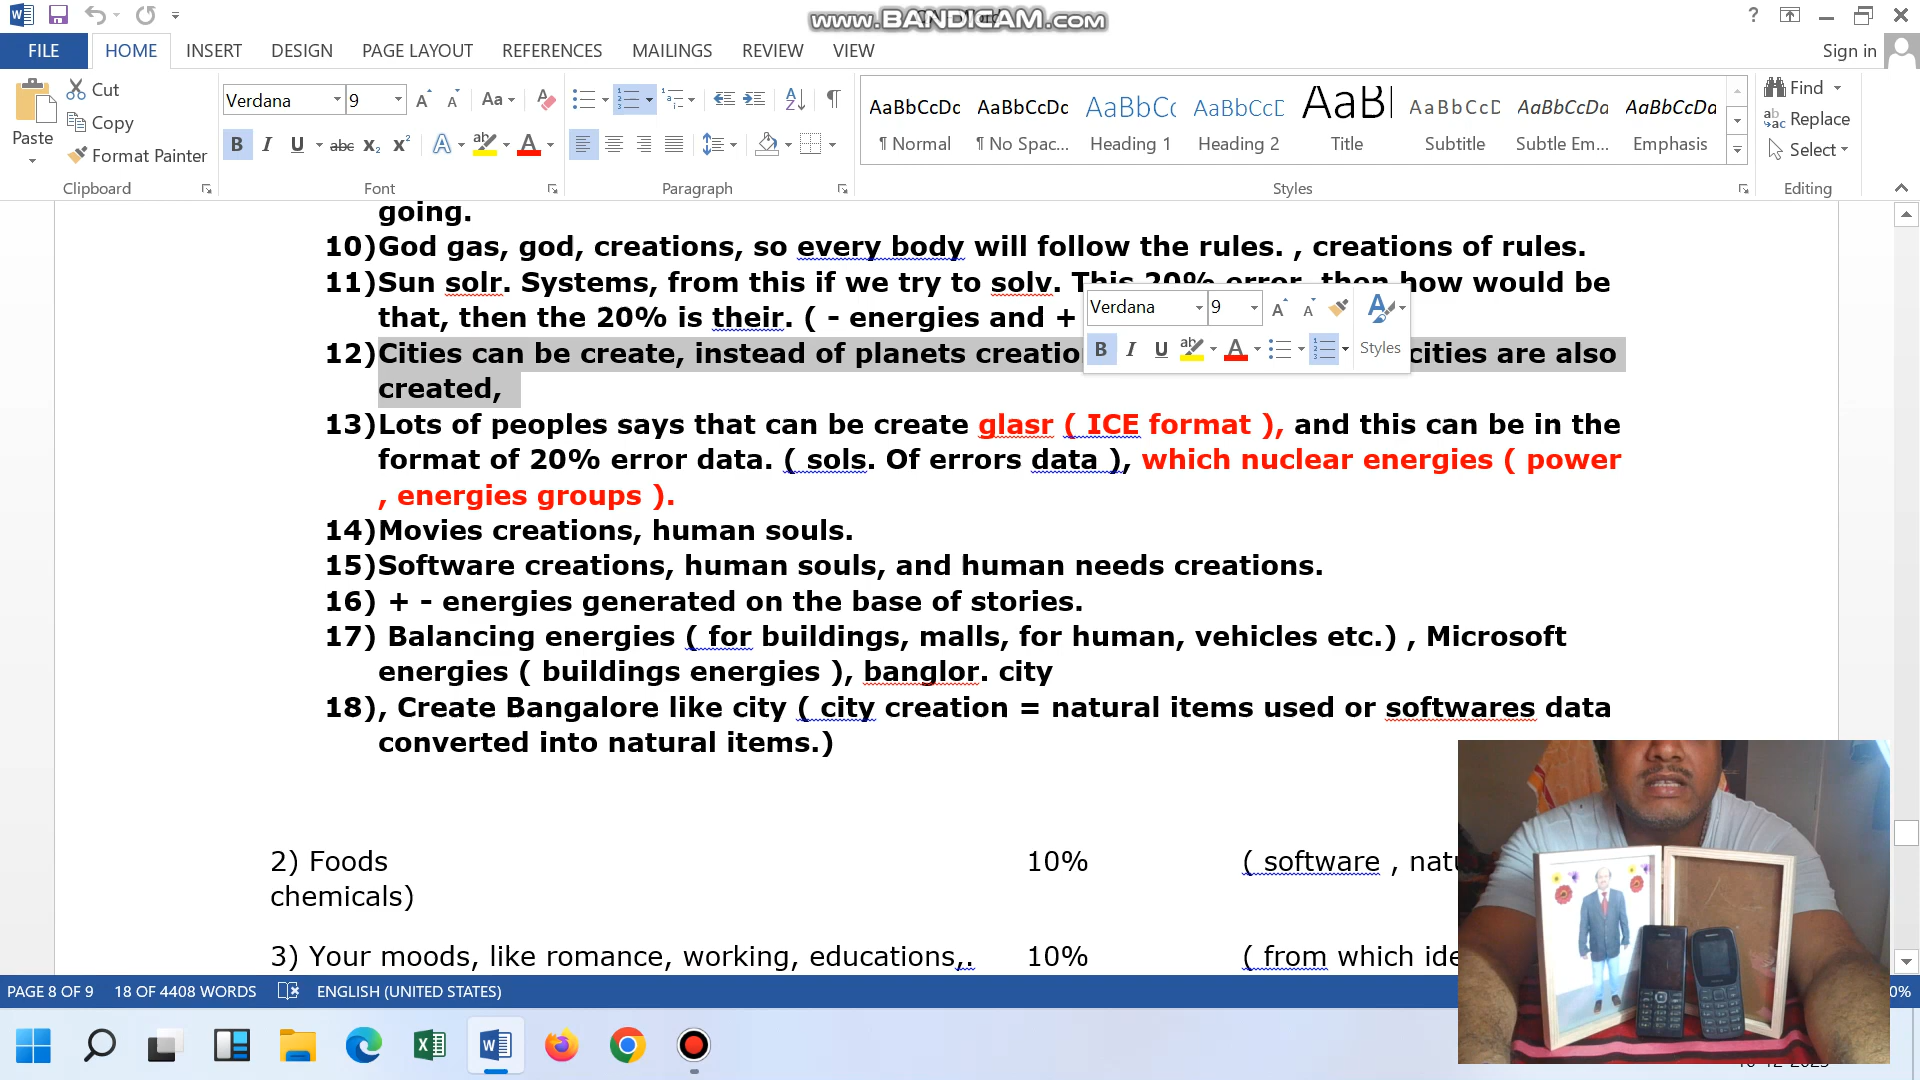 www.BANDICAM.com
FILE HOME INSERT DESIGN PAGE LAYOUT REFERENCES MAILINGS REVIEW VIEW Sign in
Cut
Copy
Paste
Format Painter
Clipboard
Verdana 9
Font
Paragraph
AaBbCcDc AaBbCcDc AaBbCc AaBbCcD AaBl AaBbCcD AaBbCcDa AaBbCcDa
¶ Normal ¶ No Spac... Heading 1 Heading 2 Title Subtitle Subtle Em... Emphasis
Styles
Find
Replace
Select
Editing
going.
10)God gas, god, creations, so every body will follow the rules. , creations of rules.
11)Sun solr. Systems, from this if we try to solv. This 20% error, then how would be
that, then the 20% is their. ( - energies and +
Verdana 9
Styles
12)Cities can be create, instead of planets creatio cities are also
created,
13)Lots of peoples says that can be create glasr ( ICE format ), and this can be in the
format of 20% error data. ( sols. Of errors data ), which nuclear energies ( power
, energies groups ).
14)Movies creations, human souls.
15)Software creations, human souls, and human needs creations.
16) + - energies generated on the base of stories.
17) Balancing energies ( for buildings, malls, for human, vehicles etc.) , Microsoft
energies ( buildings energies ), banglor. city
18), Create Bangalore like city ( city creation = natural items used or softwares data
converted into natural items.)
2) Foods 10% ( software , natu
chemicals)
3) Your moods, like romance, working, educations,. 10% ( from which ide
PAGE 8 OF 9 18 OF 4408 WORDS ENGLISH (UNITED STATES) 0%